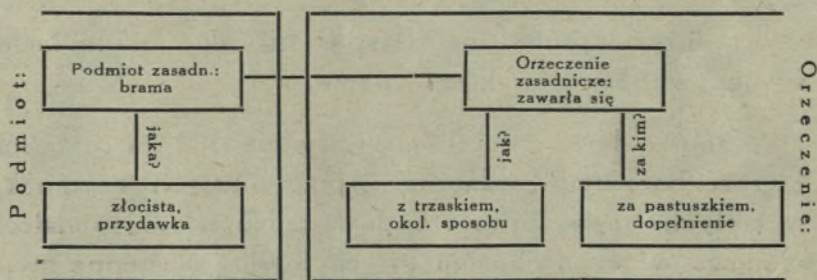 Podmiot:
Podmiot zasadn.:
brama
jaka?
złocista,
przydawka
Orzeczenie
zasadnicze:
zawarła się
jak?
za kim?
z trzaskiem,
okol. sposobu
za pastuszkiem,
dopełnienie
Orzeczenie: